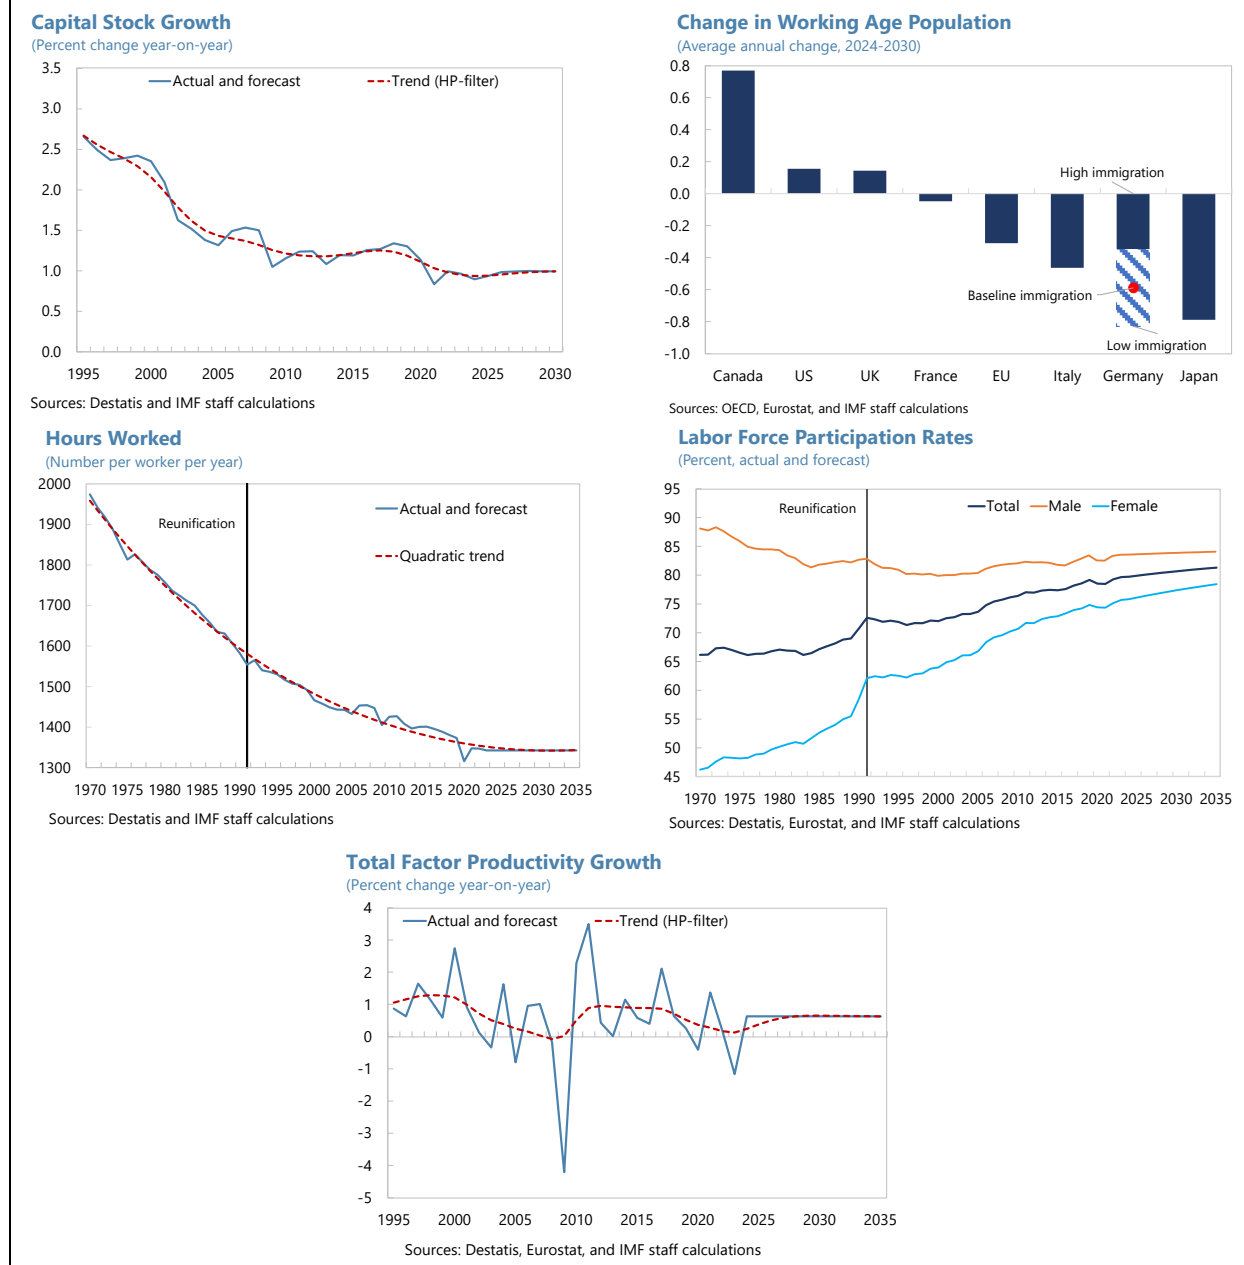 Capital Stock Growth
(Percent change year-on-year)
3.5
3.0
2.5
2.0
1.5
1.0
0.5
0.0
Actual and forecast Trend (HP-filter)
1995 2000 2005 2010 2015 2020 2025 2030
Sources: Destatis and IMF staff calculations
Change in Working Age Population
(Average annual change, 2024-2030)
0.8
0.6
0.4
0.2
0.0
-0.2
-0.4
-0.6
-0.8
-1.0
High immigration
Baseline immigration
Low immigration
Canada US UK France EU Italy Germany Japan
Sources: OECD, Eurostat, and IMF staff calculations
Hours Worked
(Number per worker per year)
2000
1900
1800
1700
1600
1500
1400
1300
Reunification
Actual and forecast
Quadratic trend
1970 1975 1980 1985 1990 1995 2000 2005 2010 2015 2020 2025 2030 2035
Sources: Destatis and IMF staff calculations
Labor Force Participation Rates
(Percent, actual and forecast)
95
90
85
80
75
70
65
60
55
50
45
Reunification
Total Male Female
1970 1975 1980 1985 1990 1995 2000 2005 2010 2015 2020 2025 2030 2035
Sources: Destatis, Eurostat, and IMF staff calculations
Total Factor Productivity Growth
(Percent change year-on-year)
4
3
2
1
0
-1
-2
-3
-4
-5
Actual and forecast Trend (HP-filter)
1995 2000 2005 2010 2015 2020 2025 2030 2035
Sources: Destatis, Eurostat, and IMF staff calculations